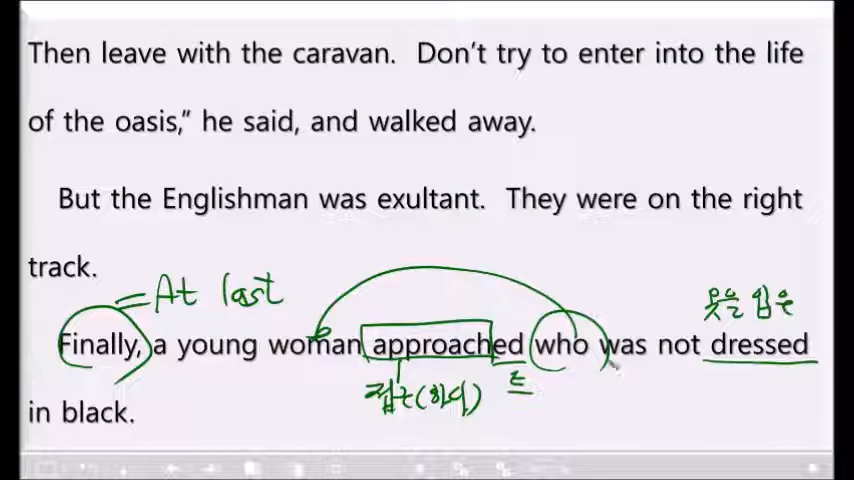 Then leave with the caravan. Don't try to enter into the life
of the oasis," he said, and walked away.
But the Englishman was exultant. They were on the right
track.
= At last
옷을 입은
Finally, a young woman approached who was not dressed
접근(하다)
in black.